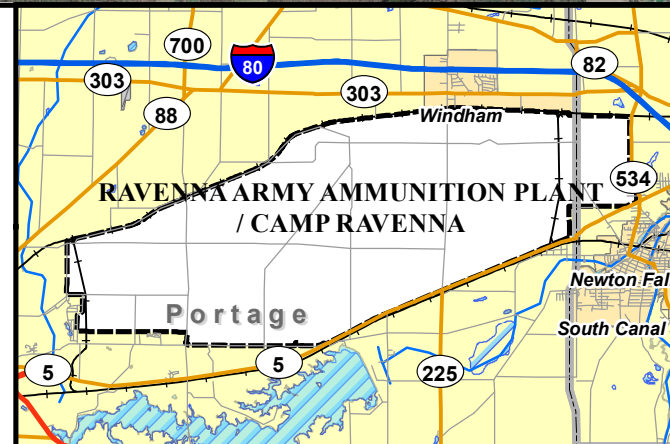 700
80
82
303
303
88
Windham
RAVENNA ARMY AMMUNITION PLANT
/ CAMP RAVENNA
534
Newton Fal
Portage
South Canal
5
5
225